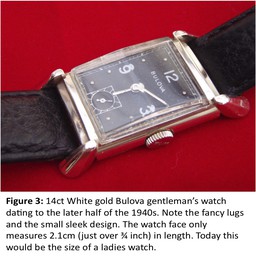 12
BULOVA
9
3
Figure 3: 14ct White gold Bulova gentleman's watch
dating to the later half of the 1940s. Note the fancy lugs
and the small sleek design. The watch face only
measures 2.1cm (just over ¾ inch) in length. Today this
would be the size of a ladies watch.